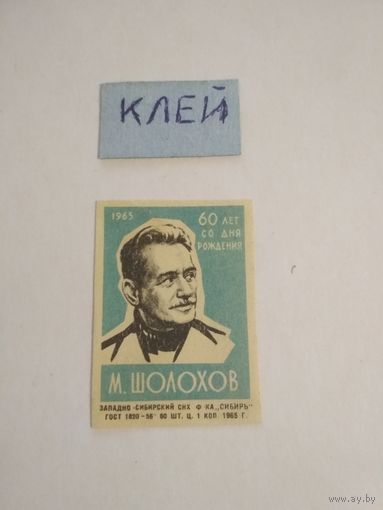 КЛЕЙ
1965
60 ЛЕТ
СО ДНЯ
РОЖДЕНИЯ
М. ШОЛОХОВ
ЗАПАДНО-СИБИРСКИЙ СНХ Ф-КА „СИБИРЬ"
ГОСТ 1820-56 60 ШТ. Ц. 1 КОП. 1965 Г.
www.ay.by